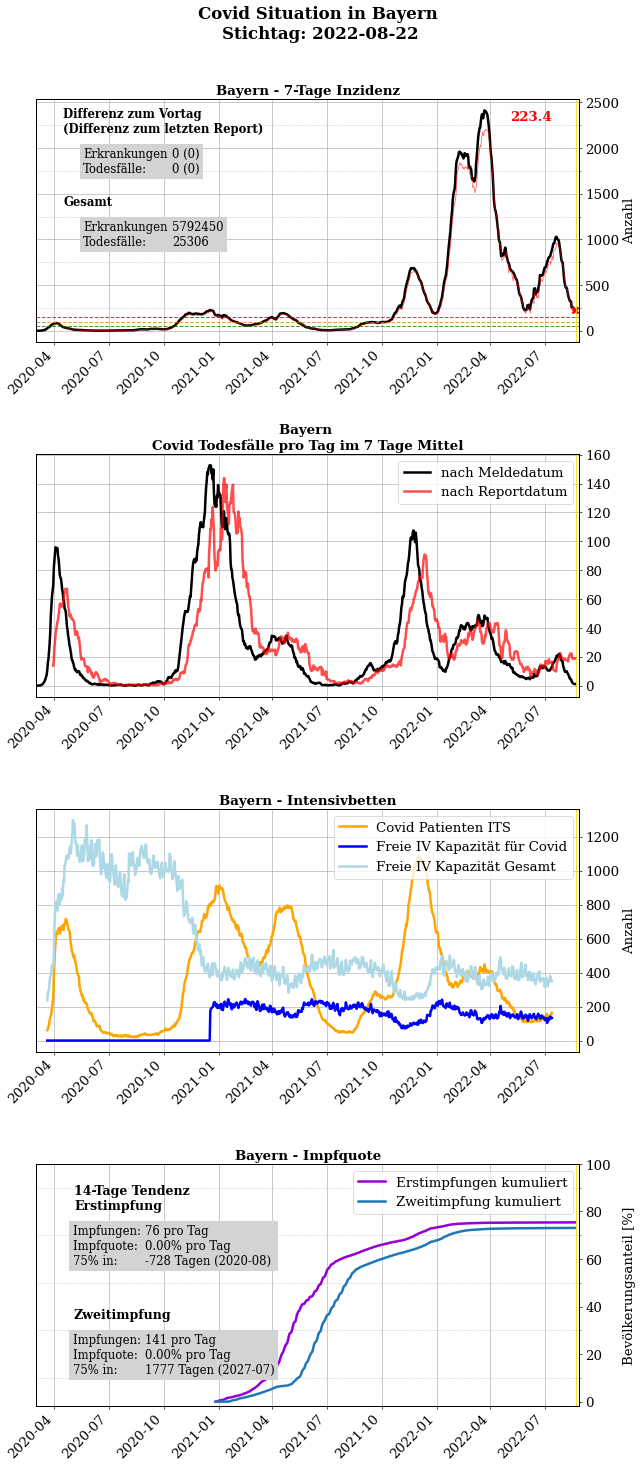 Covid Situation in Bayern
Stichtag: 2022-08-22
Bayern - 7-Tage Inzidenz
Differenz zum Vortag
(Differenz zum letzten Report)
Erkrankungen 0 (0)
Todesfälle: 0 (0)
Gesamt
Erkrankungen 5792450
Todesfälle: 25306
223.4
2500
2000
1500
1000
500
0
Anzahl
2020-04
2020-07
2020-10
2021-01
2021-04
2021-07
2021-10
2022-01
2022-04
2022-07
Bayern
Covid Todesfälle pro Tag im 7 Tage Mittel
nach Meldedatum
nach Reportdatum
160
140
120
100
80
60
40
20
0
2020-04
2020-07
2020-10
2021-01
2021-04
2021-07
2021-10
2022-01
2022-04
2022-07
Bayern - Intensivbetten
Covid Patienten ITS
Freie IV Kapazität für Covid
Freie IV Kapazität Gesamt
1200
1000
800
600
400
200
0
Anzahl
2020-04
2020-07
2020-10
2021-01
2021-04
2021-07
2021-10
2022-01
2022-04
2022-07
Bayern - Impfquote
14-Tage Tendenz
Erstimpfung
Impfungen: 76 pro Tag
Impfquote: 0.00% pro Tag
75% in: -728 Tagen (2020-08)
Zweitimpfung
Impfungen: 141 pro Tag
Impfquote: 0.00% pro Tag
75% in: 1777 Tagen (2027-07)
Erstimpfungen kumuliert
Zweitimpfung kumuliert
100
80
60
40
20
0
Bevölkerungsanteil [%]
2020-04
2020-07
2020-10
2021-01
2021-04
2021-07
2021-10
2022-01
2022-04
2022-07